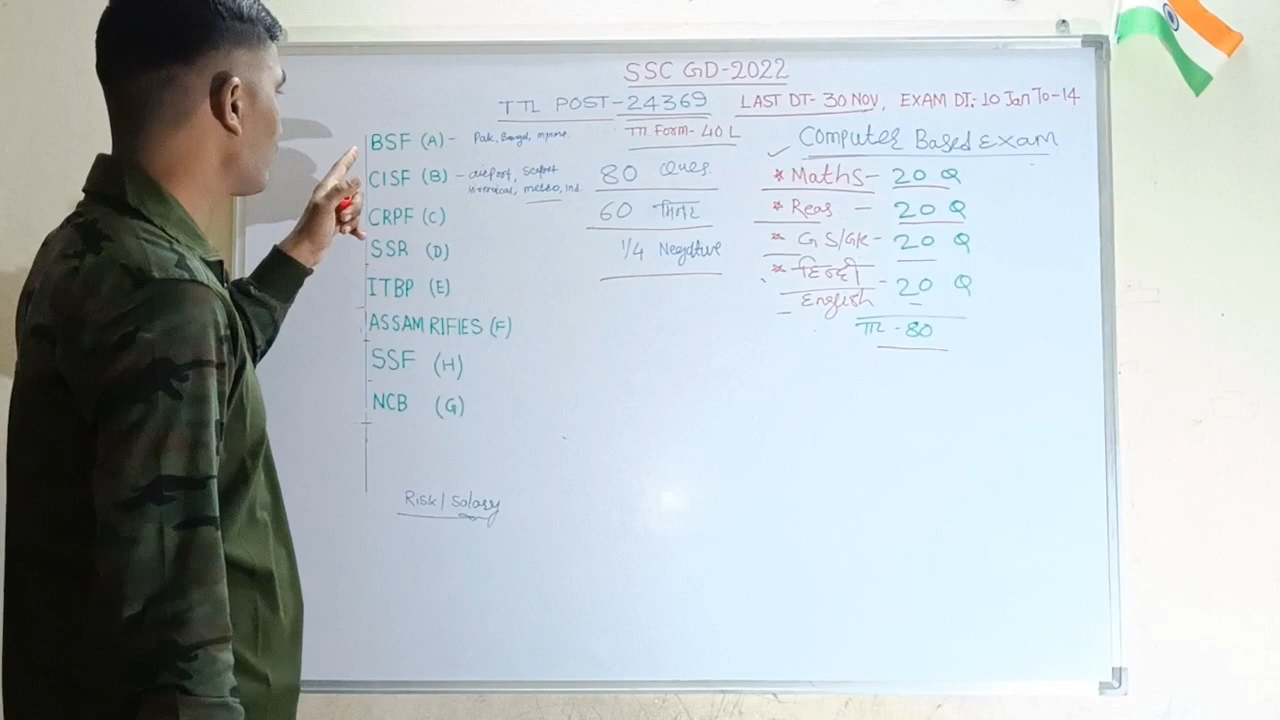 SSC GD-2022
TTL POST-24369 LAST DT- 30 NOV, EXAM DT:- 10 Jan To-14
TTl Form- 40 L
Computer Based Exam
BSF (A) - Pak, Bangal,
CISF (B) - airport, Seaport
metro, Ind.
CRPF (C)
SSR (D)
ITBP (E)
ASSAM RIFIES (F)
SSF (H)
NCB (G)
Risk / Salary
80 Ques.
60 मिनट
1/4 Negative
* Maths- 20 Q
* Reas - 20 Q
* GS/GK- 20 Q
* हिन्दी - 20 Q
English
TTL - 80